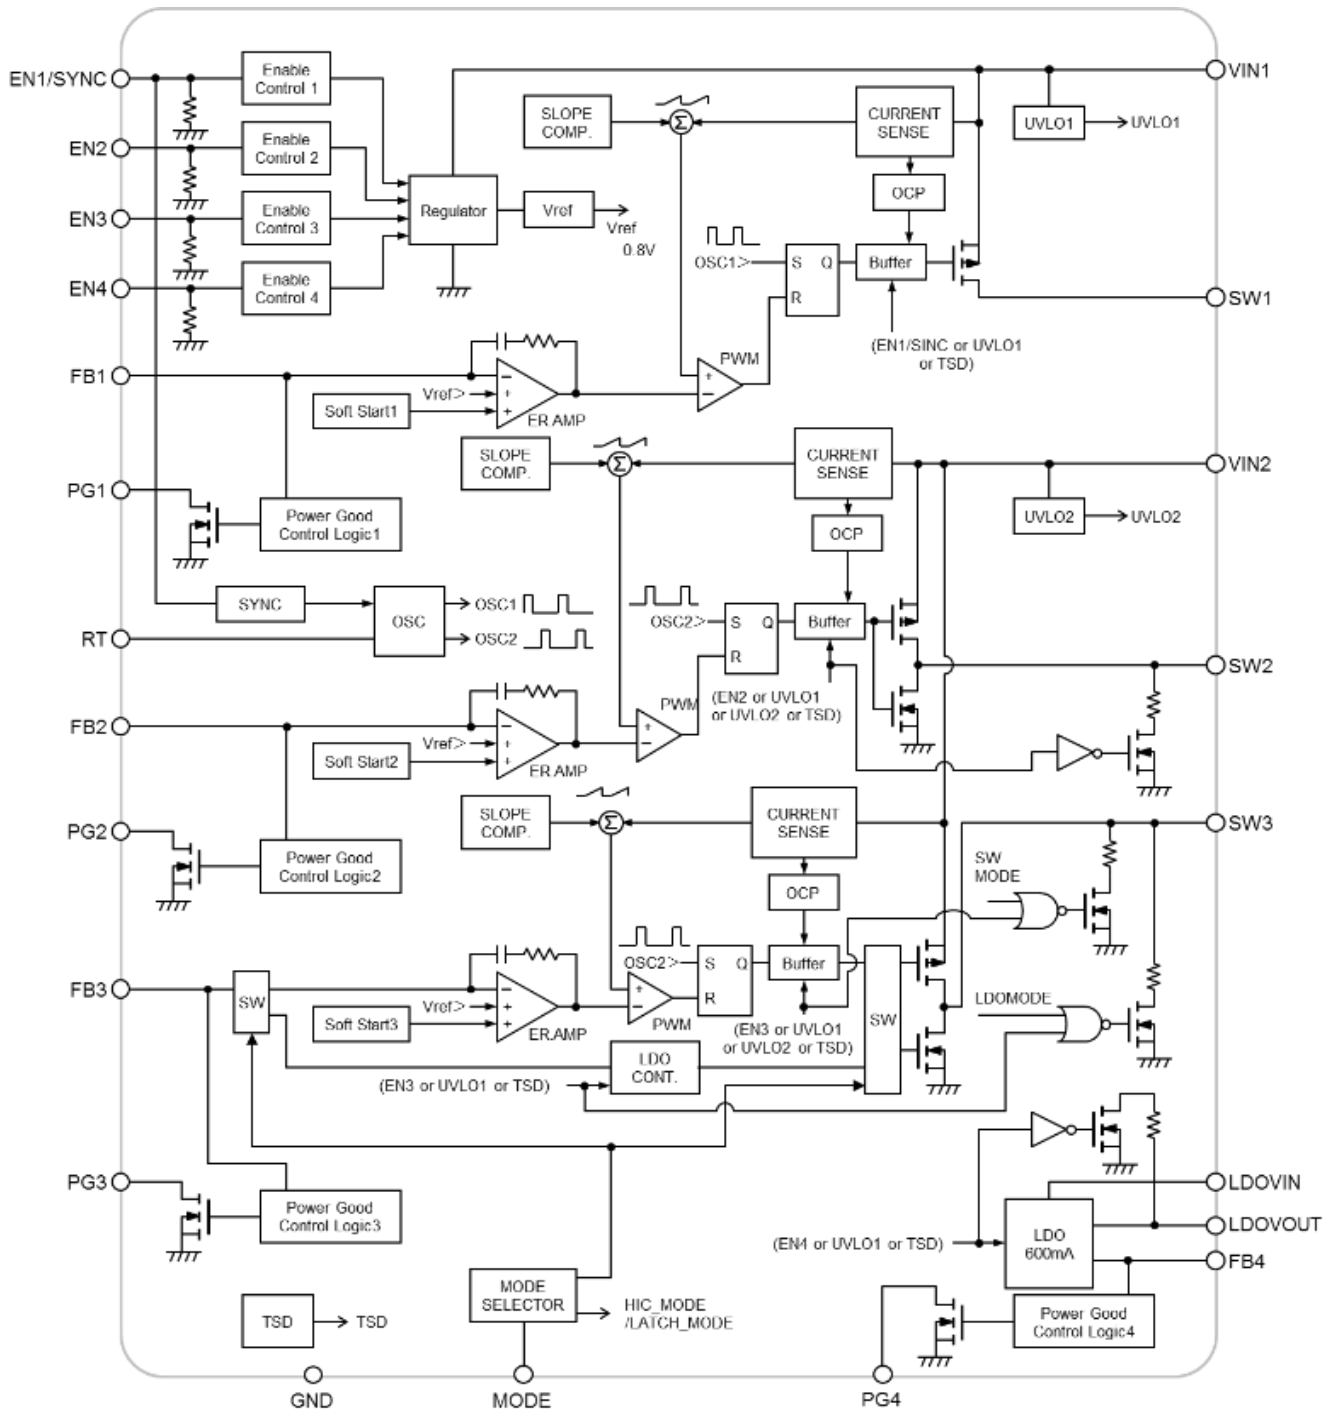 EN1/SYNC
Enable
Control 1
VIN1
SLOPE
COMP.
Σ
CURRENT
SENSE
UVLO1
UVLO1
EN2
Enable
Control 2
OCP
EN3
Enable
Control 3
Regulator
Vref
Vref
0.8V
OSC1>
S
Q
R
Buffer
EN4
Enable
Control 4
SW1
(EN1/SINC or UVLO1
or TSD)
FB1
Vref>
Soft Start1
−
+
+
ER.AMP
PWM
+
−
SLOPE
COMP.
Σ
CURRENT
SENSE
VIN2
UVLO2
UVLO2
PG1
Power Good
Control Logic1
OCP
SYNC
OSC
OSC1
OSC2
RT
OSC2>
S
Q
R
Buffer
SW2
(EN2 or UVLO1
or UVLO2 or TSD)
FB2
Vref>
Soft Start2
−
+
+
ER.AMP
PWM
+
−
SLOPE
COMP.
Σ
CURRENT
SENSE
SW3
PG2
Power Good
Control Logic2
OCP
SW
MODE
FB3
SW
Vref>
Soft Start3
−
+
+
ER.AMP
OSC2>
S
Q
R
Buffer
+
−
PWM
SW
LDOMODE
(EN3 or UVLO1
or UVLO2 or TSD)
LDO
CONT.
(EN3 or UVLO1 or TSD)
PG3
Power Good
Control Logic3
LDOVIN
LDOVOUT
FB4
LDO
600mA
(EN4 or UVLO1 or TSD)
MODE
SELECTOR
HIC_MODE
/LATCH_MODE
TSD
TSD
Power Good
Control Logic4
GND
MODE
PG4